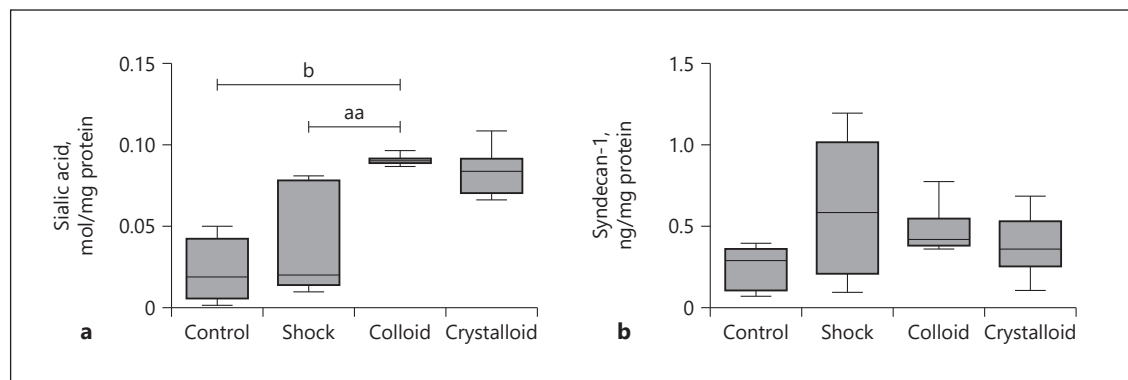 0.15
0.10
0.05
0
Sialic acid,
mol/mg protein
b
aa
Control Shock Colloid Crystalloid
a
1.5
1.0
0.5
0
Syndecan-1,
ng/mg protein
Control Shock Colloid Crystalloid
b